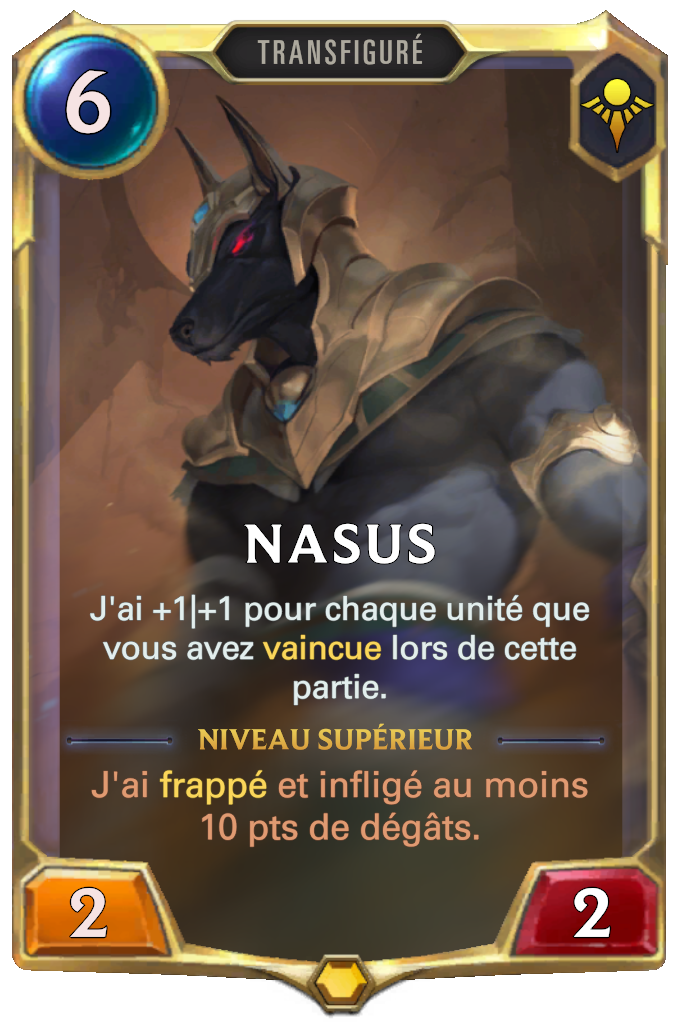 TRANSFIGURÉ
6
NASUS
J'ai +1|+1 pour chaque unité que
vous avez vaincue lors de cette
partie.
NIVEAU SUPÉRIEUR
J'ai frappé et infligé au moins
10 pts de dégâts.
2
2